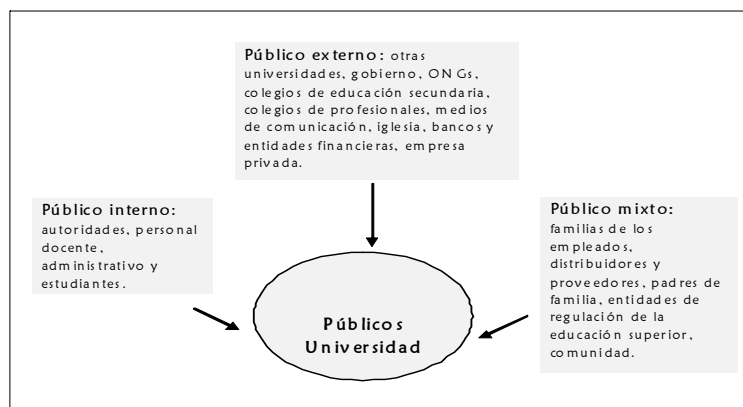 Público externo: otras
universidades, gobierno, ONGs,
colegios de educación secundaria,
colegios de profesionales, medios
de comunicación, iglesia, bancos y
entidades financieras, empresa
privada.
Público interno:
autoridades, personal
docente,
administrativo y
estudiantes.
Público mixto:
familias de los
empleados,
distribuidores y
proveedores, padres de
familia, entidades de
regulación de la
educación superior,
comunidad.
Públicos
Universidad